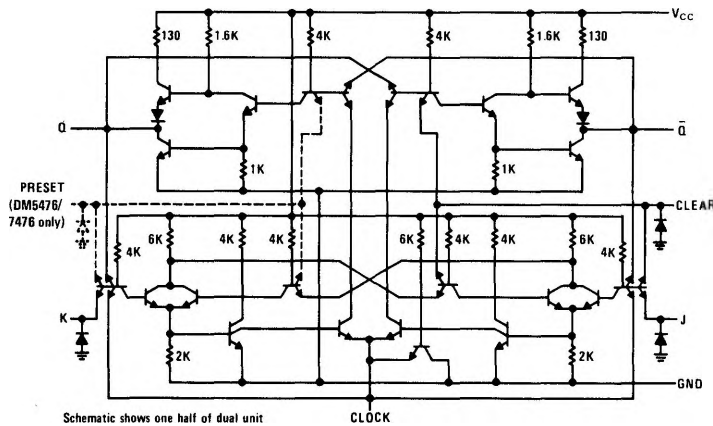 VCC
130
1.6K
4K
4K
1.6K
130
Q
Q̄
1K
1K
PRESET
(DM5476/
7476 only)
CLEAR
4K
6K
4K
4K
6K
4K
4K
6K
4K
K
J
2K
2K
GND
Schematic shows one half of dual unit
CLOCK